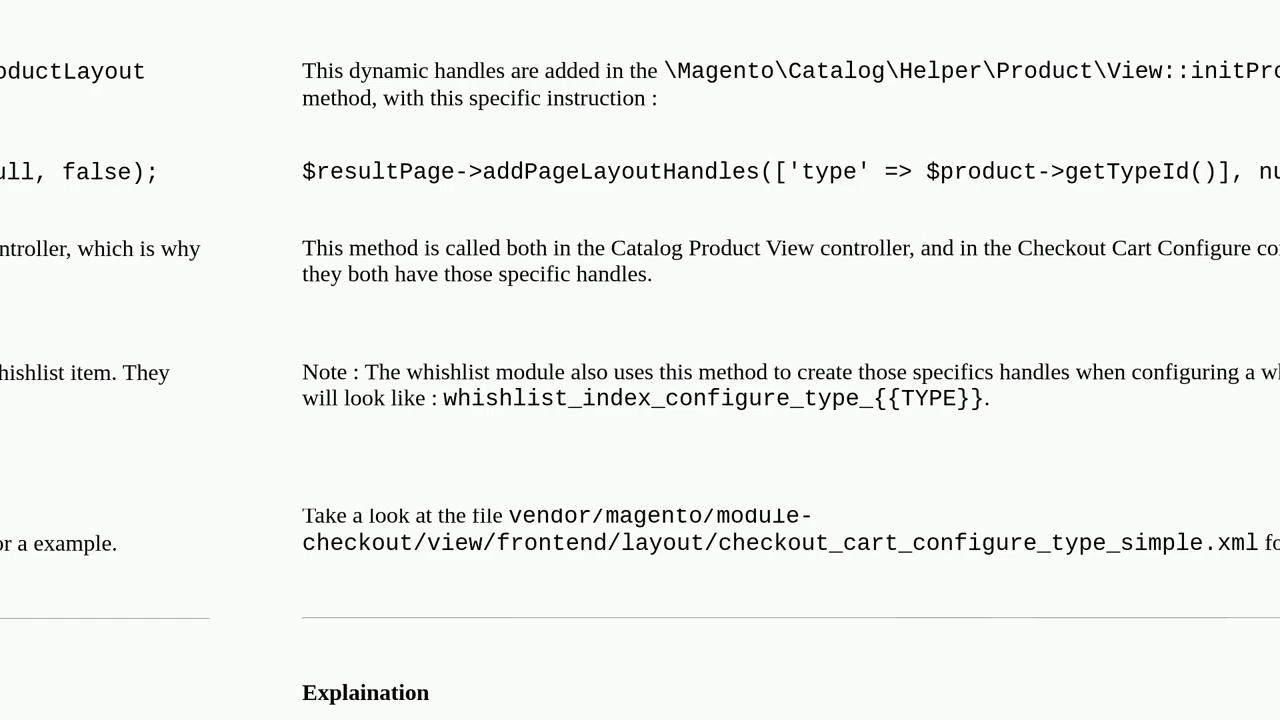 oductLayout
ull, false);
ntroller, which is why
hishlist item. They
or a example.
This dynamic handles are added in the \Magento\Catalog\Helper\Product\View::initPro
method, with this specific instruction :
$resultPage->addPageLayoutHandles(['type' => $product->getTypeId()], nu
This method is called both in the Catalog Product View controller, and in the Checkout Cart Configure co
they both have those specific handles.
Note : The whishlist module also uses this method to create those specifics handles when configuring a wh
will look like : whishlist_index_configure_type_{{TYPE}}.
Take a look at the file vendor/magento/module-
checkout/view/frontend/layout/checkout_cart_configure_type_simple.xml fo
Explaination